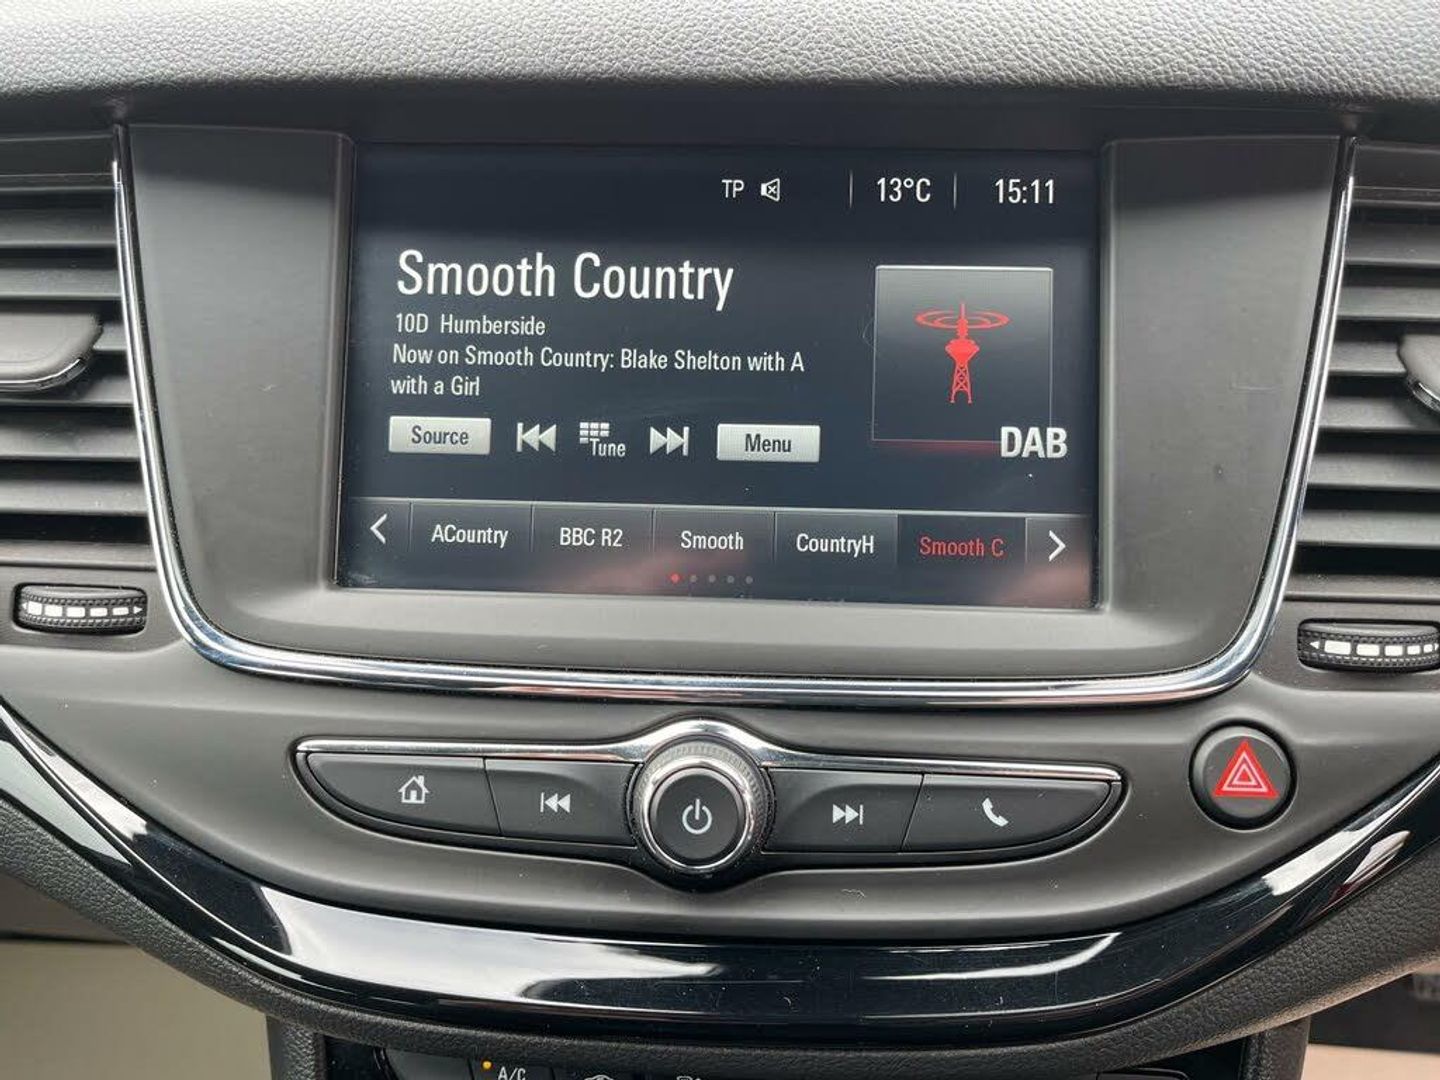 TP 13°C 15:11
Smooth Country
10D Humberside
Now on Smooth Country: Blake Shelton with A
with a Girl
Source Tune Menu
DAB
ACountry BBC R2 Smooth CountryH Smooth C
A/C